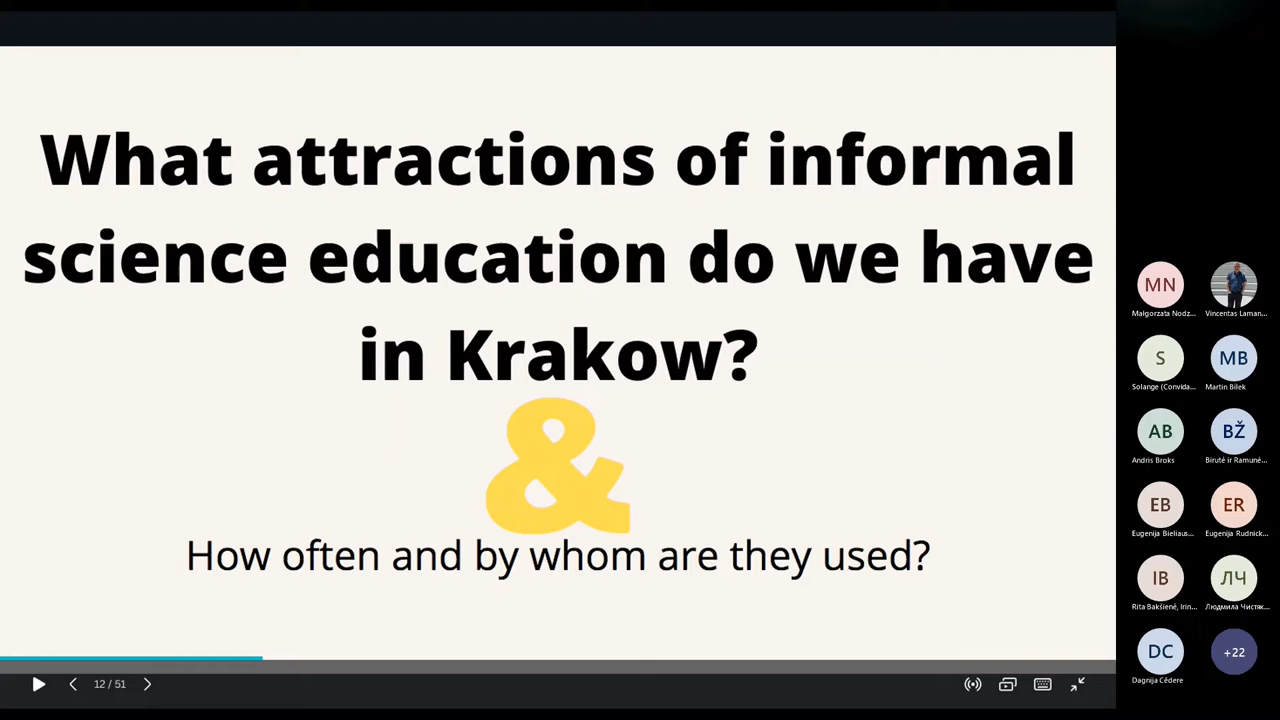 What attractions of informal
science education do we have
in Krakow?
&
How often and by whom are they used?
12 / 51
MN
Małgorzata Nodz...
Vincentas Laman...
S
Solange (Convida...
MB
Martin Bílek
AB
Andris Broks
BŽ
Birutė ir Ramunė...
EB
Eugenija Bieliaus...
ER
Eugenija Rudnick...
IB
Rita Bakšienė, Irin...
ЛЧ
Людмила Чистяк...
DC
Dagnija Cēdere
+22